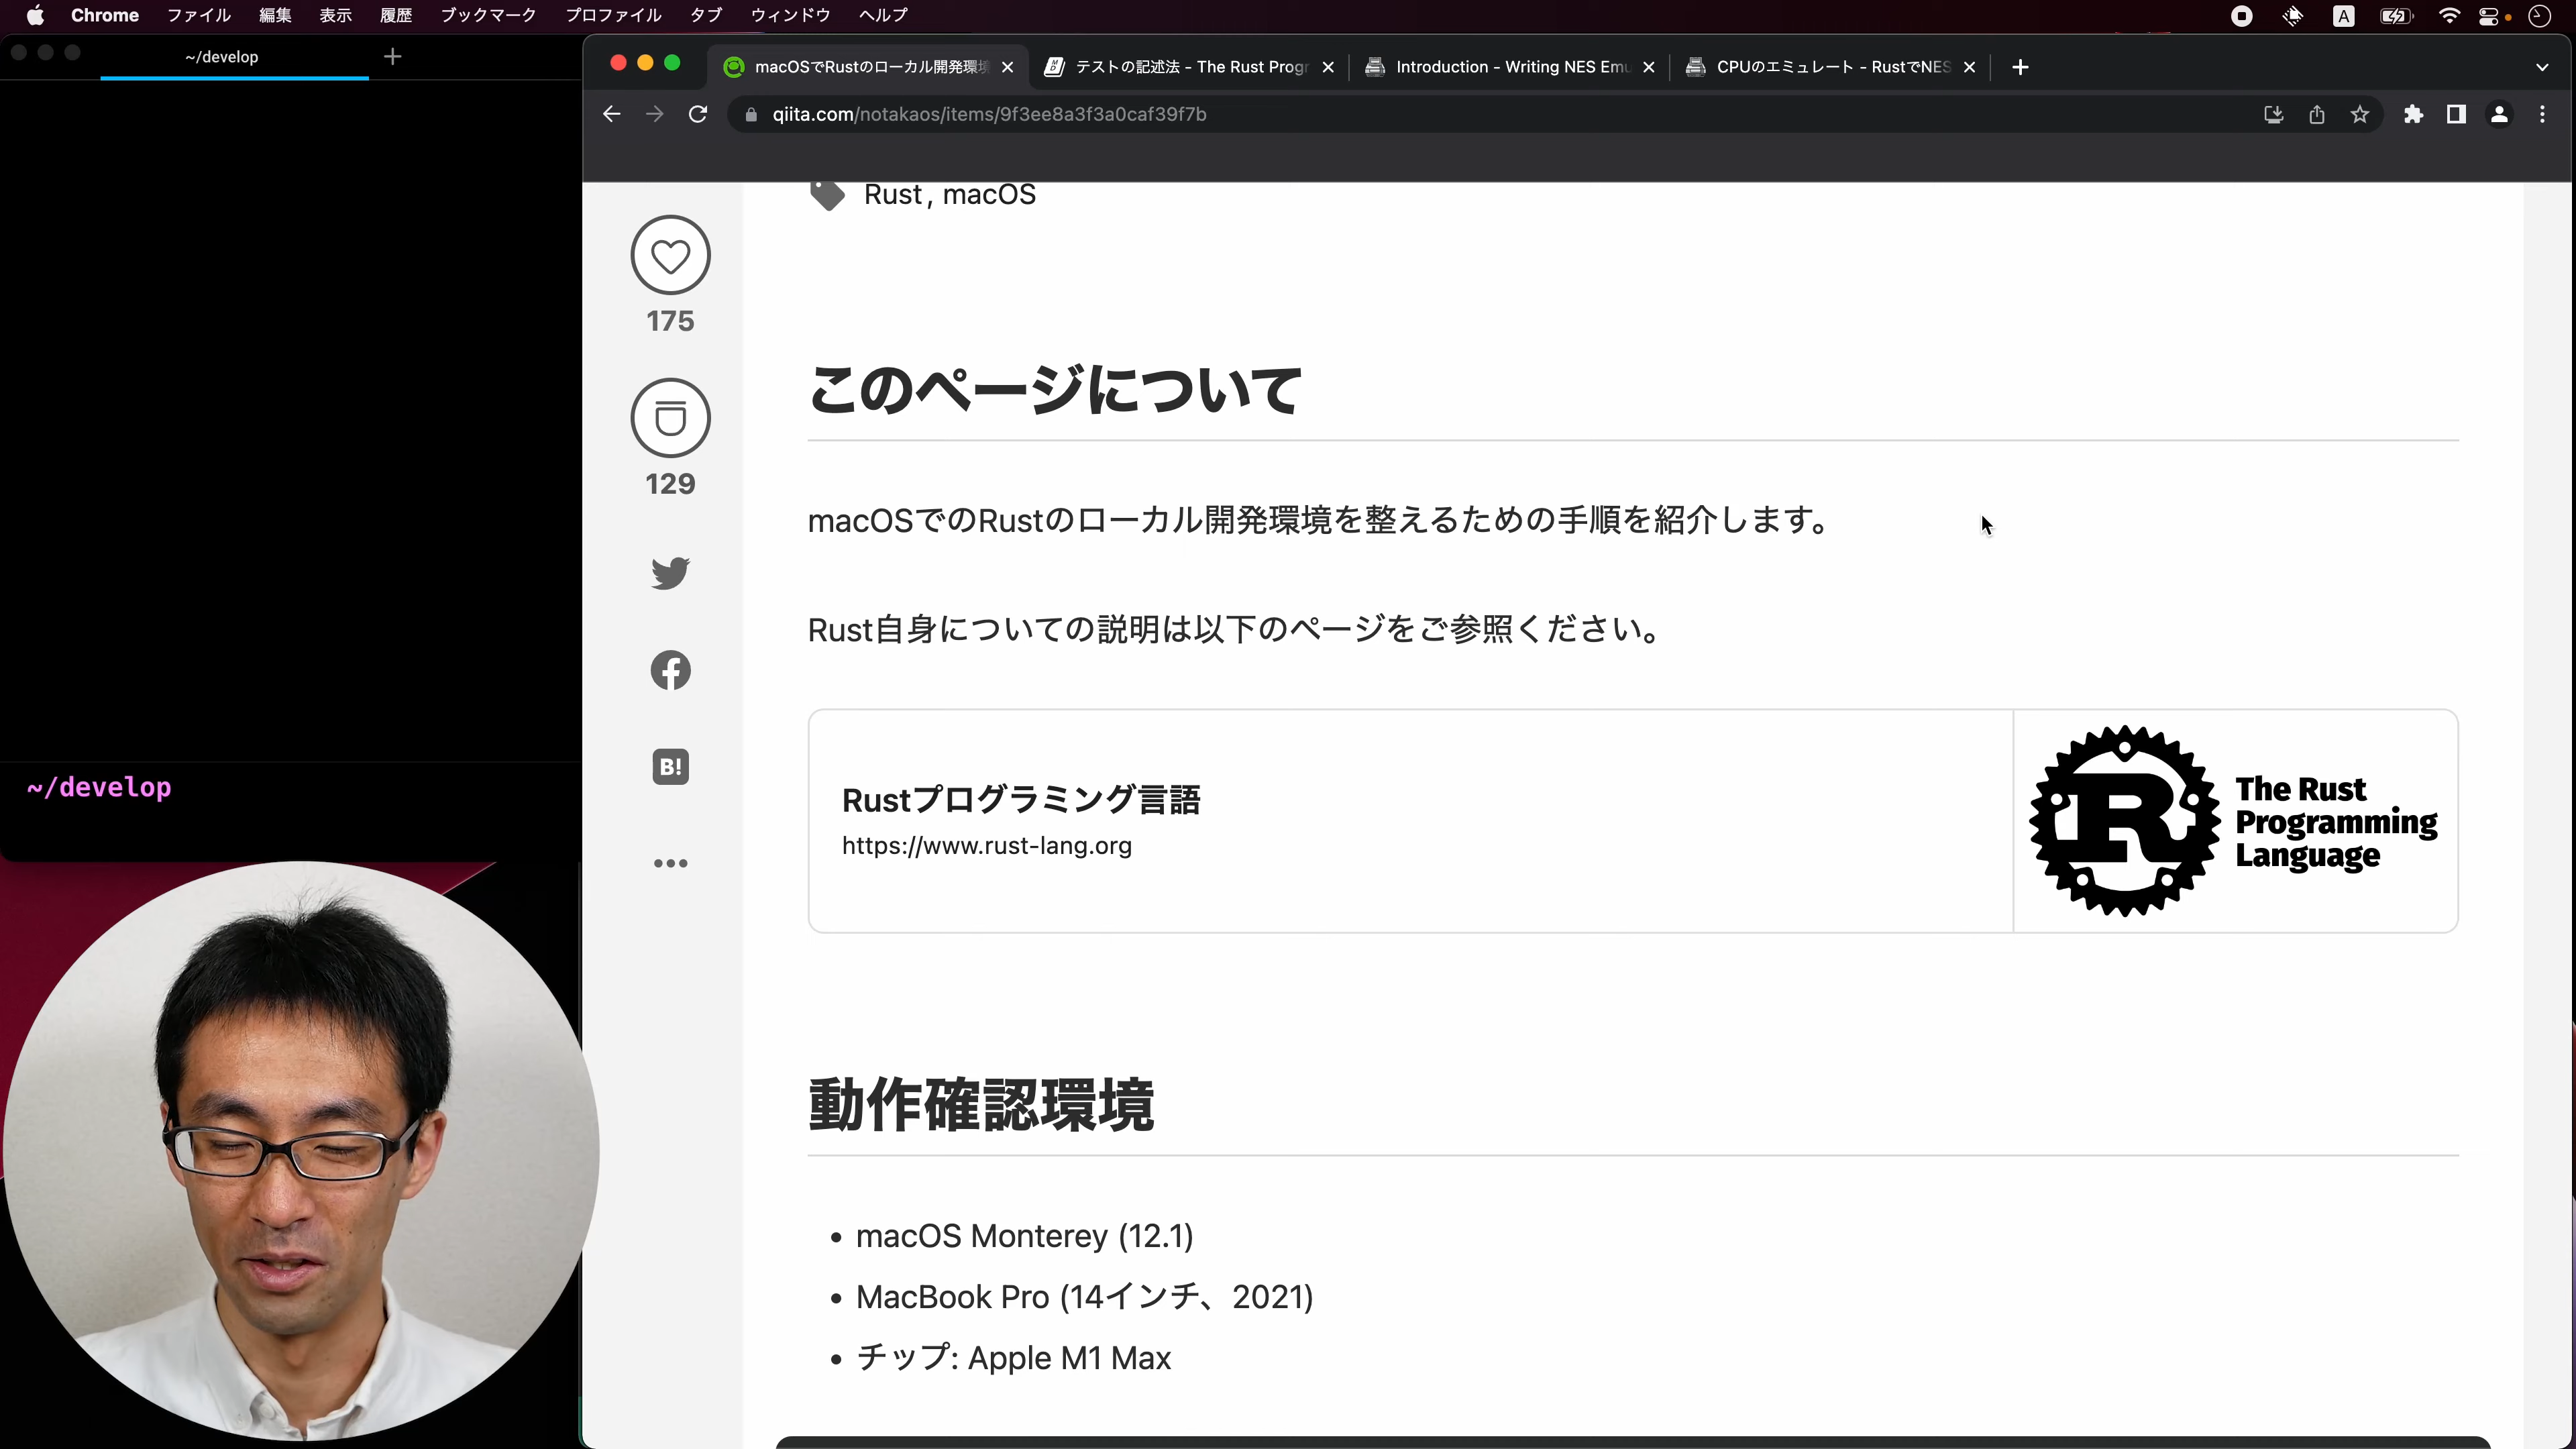 Chrome ファイル 編集 表示 履歴 ブックマーク プロファイル タブ ウィンドウ ヘルプ
A
~/develop
macOSでRustのローカル開発環境
テストの記述法 - The Rust Progr
Introduction - Writing NES Emu
CPUのエミュレート - RustでNES
qiita.com/notakaos/items/9f3ee8a3f3a0caf39f7b
Rust, macOS
175
129
B!
このページについて
macOSでのRustのローカル開発環境を整えるための手順を紹介します。
Rust自身についての説明は以下のページをご参照ください。
Rustプログラミング言語
https://www.rust-lang.org
R
The Rust
Programming
Language
動作確認環境
• macOS Monterey (12.1)
• MacBook Pro (14インチ、2021)
• チップ: Apple M1 Max
~/develop